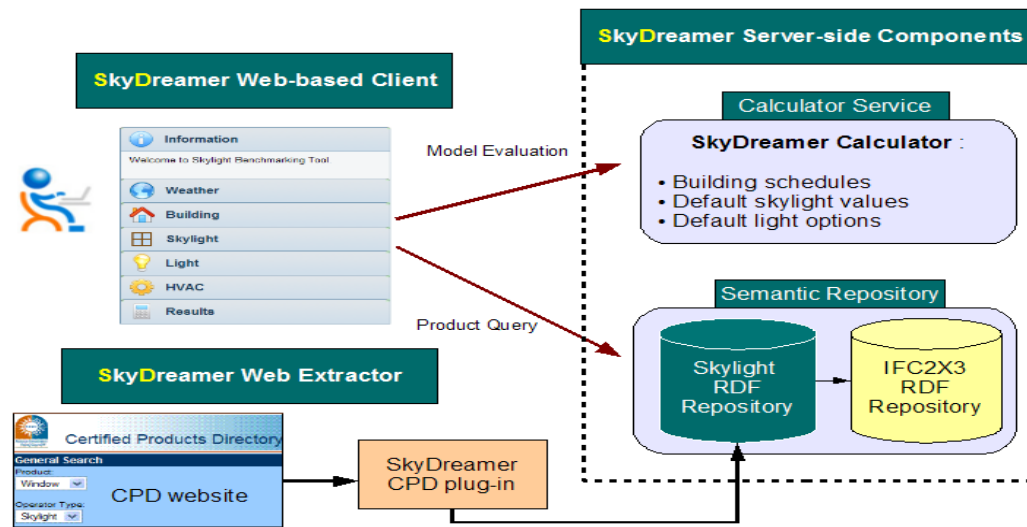 SkyDreamer Server-side Components
SkyDreamer Web-based Client
Calculator Service
SkyDreamer Calculator :
• Building schedules
• Default skylight values
• Default light options
Information
Welcome to Skylight Benchmarking Tool.
Weather
Building
Skylight
Light
HVAC
Results
Model Evaluation
Product Query
Semantic Repository
Skylight
RDF
Repository
IFC2X3
RDF
Repository
SkyDreamer Web Extractor
Certified Products Directory
General Search
Product:
Window
Operator Type:
Skylight
CPD website
SkyDreamer
CPD plug-in